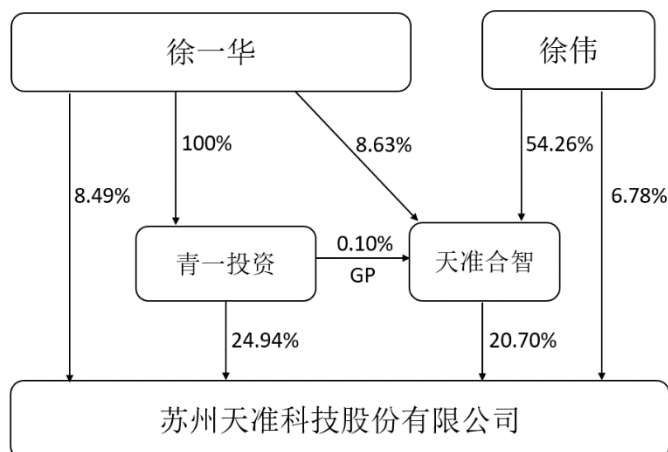 徐一华
徐伟
100%
8.63%
54.26%
8.49%
6.78%
青一投资
0.10%
GP
天准合智
24.94%
20.70%
苏州天准科技股份有限公司